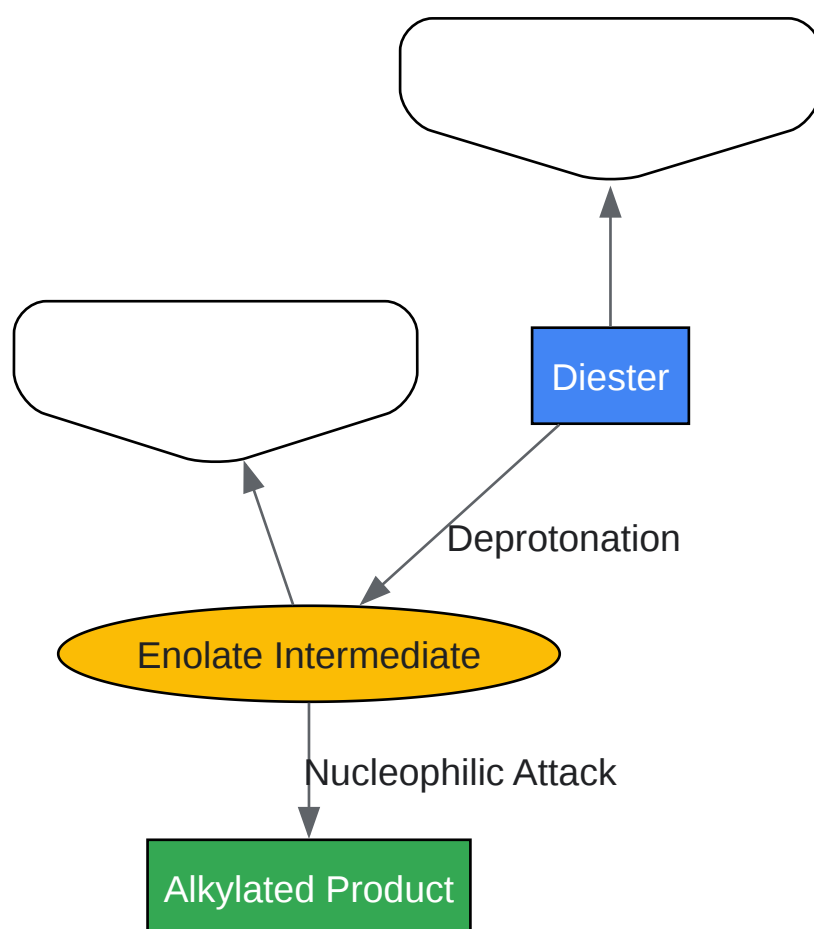 Diester
Deprotonation
Enolate Intermediate
Nucleophilic Attack
Alkylated Product